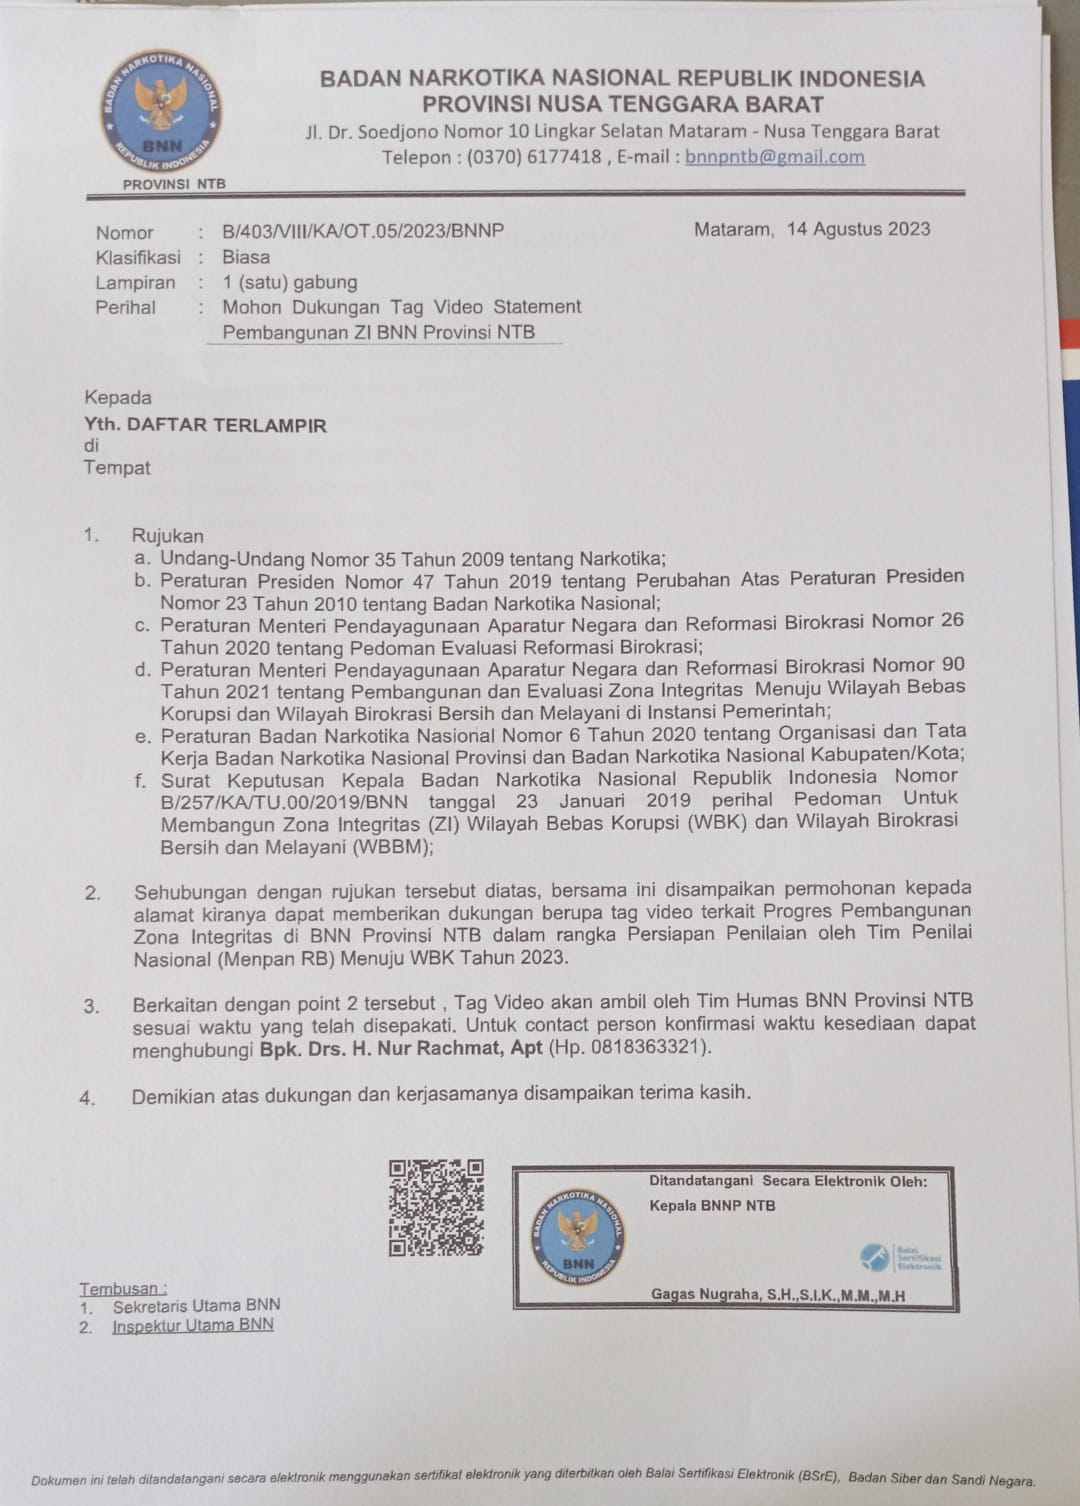 BADAN NARKOTIKA NASIONAL
BNN
REPUBLIK INDONESIA
PROVINSI NTB
BADAN NARKOTIKA NASIONAL REPUBLIK INDONESIA
PROVINSI NUSA TENGGARA BARAT
Jl. Dr. Soedjono Nomor 10 Lingkar Selatan Mataram - Nusa Tenggara Barat
Telepon : (0370) 6177418 , E-mail : bnnpntb@gmail.com
Nomor : B/403/VIII/KA/OT.05/2023/BNNP Mataram, 14 Agustus 2023
Klasifikasi : Biasa
Lampiran : 1 (satu) gabung
Perihal : Mohon Dukungan Tag Video Statement
Pembangunan ZI BNN Provinsi NTB
Kepada
Yth. DAFTAR TERLAMPIR
di
Tempat
1. Rujukan
a. Undang-Undang Nomor 35 Tahun 2009 tentang Narkotika;
b. Peraturan Presiden Nomor 47 Tahun 2019 tentang Perubahan Atas Peraturan Presiden
Nomor 23 Tahun 2010 tentang Badan Narkotika Nasional;
c. Peraturan Menteri Pendayagunaan Aparatur Negara dan Reformasi Birokrasi Nomor 26
Tahun 2020 tentang Pedoman Evaluasi Reformasi Birokrasi;
d. Peraturan Menteri Pendayagunaan Aparatur Negara dan Reformasi Birokrasi Nomor 90
Tahun 2021 tentang Pembangunan dan Evaluasi Zona Integritas Menuju Wilayah Bebas
Korupsi dan Wilayah Birokrasi Bersih dan Melayani di Instansi Pemerintah;
e. Peraturan Badan Narkotika Nasional Nomor 6 Tahun 2020 tentang Organisasi dan Tata
Kerja Badan Narkotika Nasional Provinsi dan Badan Narkotika Nasional Kabupaten/Kota;
f. Surat Keputusan Kepala Badan Narkotika Nasional Republik Indonesia Nomor
B/257/KA/TU.00/2019/BNN tanggal 23 Januari 2019 perihal Pedoman Untuk
Membangun Zona Integritas (ZI) Wilayah Bebas Korupsi (WBK) dan Wilayah Birokrasi
Bersih dan Melayani (WBBM);
2. Sehubungan dengan rujukan tersebut diatas, bersama ini disampaikan permohonan kepada
alamat kiranya dapat memberikan dukungan berupa tag video terkait Progres Pembangunan
Zona Integritas di BNN Provinsi NTB dalam rangka Persiapan Penilaian oleh Tim Penilai
Nasional (Menpan RB) Menuju WBK Tahun 2023.
3. Berkaitan dengan point 2 tersebut , Tag Video akan ambil oleh Tim Humas BNN Provinsi NTB
sesuai waktu yang telah disepakati. Untuk contact person konfirmasi waktu kesediaan dapat
menghubungi Bpk. Drs. H. Nur Rachmat, Apt (Hp. 0818363321).
4. Demikian atas dukungan dan kerjasamanya disampaikan terima kasih.
Ditandatangani Secara Elektronik Oleh:
Kepala BNNP NTB
BADAN NARKOTIKA NASIONAL
BNN
REPUBLIK INDONESIA
Balai
Sertifikasi
Elektronik
Gagas Nugraha, S.H.,S.I.K.,M.M.,M.H
Tembusan :
1. Sekretaris Utama BNN
2. Inspektur Utama BNN
Dokumen ini telah ditandatangani secara elektronik menggunakan sertifikat elektronik yang diterbitkan oleh Balai Sertifikasi Elektronik (BSrE), Badan Siber dan Sandi Negara.